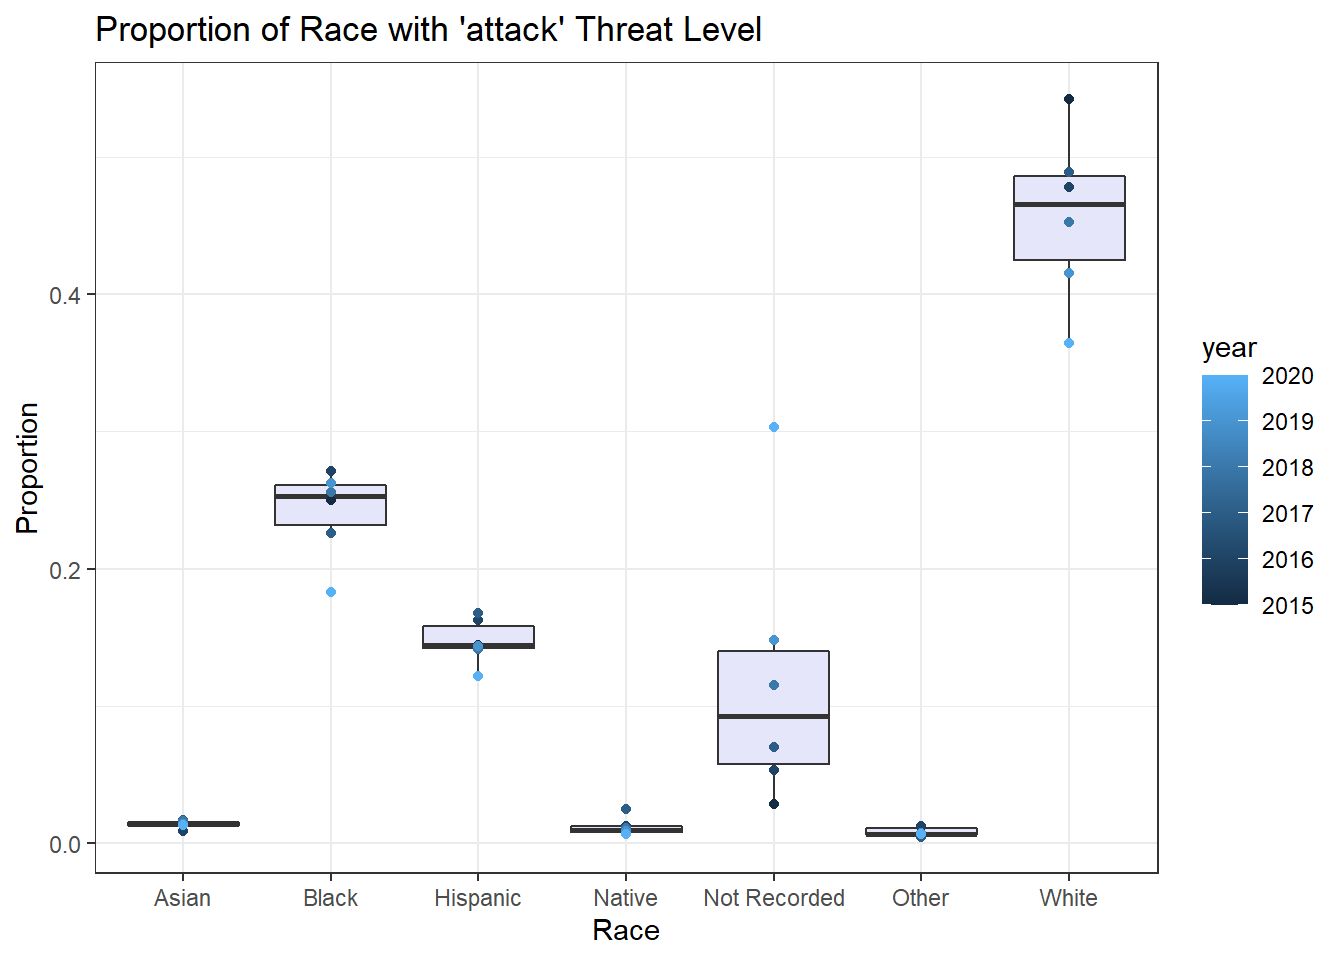 Proportion of Race with 'attack' Threat Level
Proportion
0.4
0.2
0.0
Asian
Black
Hispanic
Native
Not Recorded
Other
White
Race
year
2020
2019
2018
2017
2016
2015